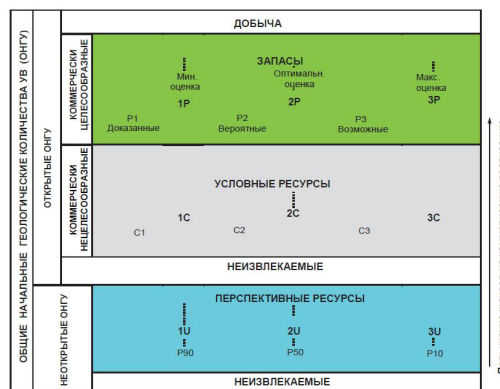 ОБЩИЕ НАЧАЛЬНЫЕ ГЕОЛОГИЧЕСКИЕ КОЛИЧЕСТВА УВ (ОНГУ)
ОТКРЫТЫЕ ОНГУ
НЕОТКРЫТЫЕ ОНГУ
КОММЕРЧЕСКИ
ЦЕЛЕСООБРАЗНЫЕ
КОММЕРЧЕСКИ
НЕЦЕЛЕСООБРАЗНЫЕ
ДОБЫЧА
ЗАПАСЫ
Мин.
оценка
1P
Оптимальн.
оценка
2P
Макс.
оценка
3P
P1
Доказанные
P2
Вероятные
P3
Возможные
УСЛОВНЫЕ РЕСУРСЫ
1C
2C
3C
C1
C2
C3
НЕИЗВЛЕКАЕМЫЕ
ПЕРСПЕКТИВНЫЕ РЕСУРСЫ
1U
2U
3U
P90
P50
P10
НЕИЗВЛЕКАЕМЫЕ